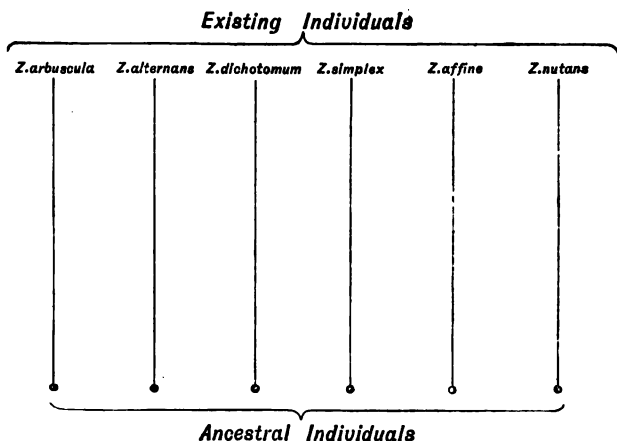 Existing Individuals
Z.arbuscula Z.alternans Z.dichotomum Z.simplex Z.affine Z.nutans
Ancestral Individuals